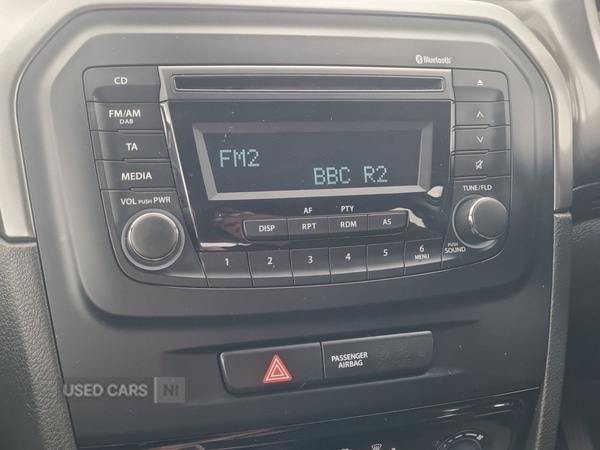 Bluetooth
CD
FM/AM
DAB
TA
MEDIA
VOL PUSH PWR
FM2
BBC R2
TUNE/FLD
PUSH
SOUND
AF PTY
DISP RPT RDM AS
1 2 3 4 5 6
MENU
PASSENGER
AIRBAG
USED CARS NI